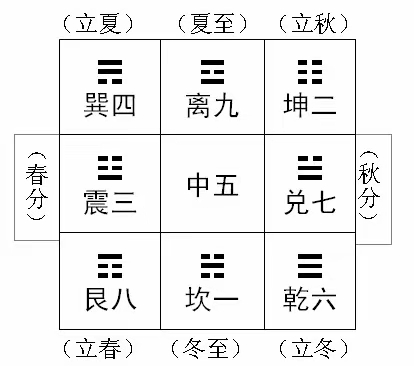 （立夏） （夏至） （立秋）
巽四 离九 坤二
（春分） 震三 中五 兑七 （秋分）
艮八 坎一 乾六
（立春） （冬至） （立冬）